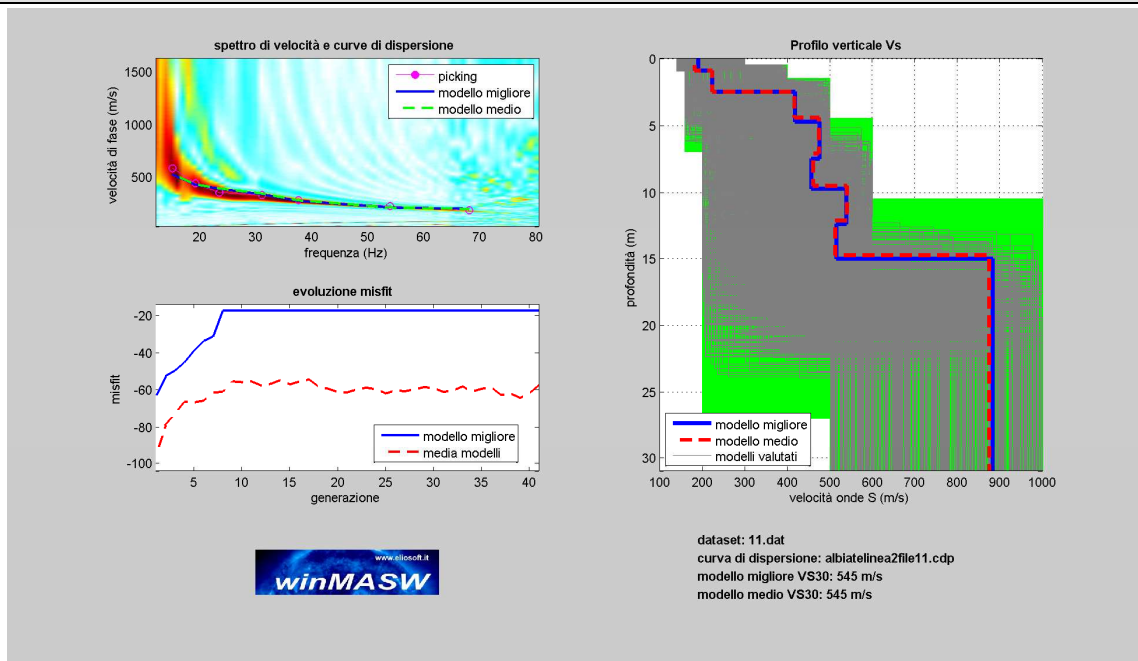 spettro di velocità e curve di dispersione
1500
1000
500
velocità di fase (m/s)
picking
modello migliore
modello medio
20
30
40
50
60
70
80
frequenza (Hz)
evoluzione misfit
-20
-40
-60
-80
-100
misfit
modello migliore
media modelli
5
10
15
20
25
30
35
40
generazione
www.eliosoft.it
winMASW
Profilo verticale Vs
0
5
10
15
20
25
30
profondità (m)
modello migliore
modello medio
modelli valutati
100
200
300
400
500
600
700
800
900
1000
velocità onde S (m/s)
dataset: 11.dat
curva di dispersione: albiatelinea2file11.cdp
modello migliore VS30: 545 m/s
modello medio VS30: 545 m/s